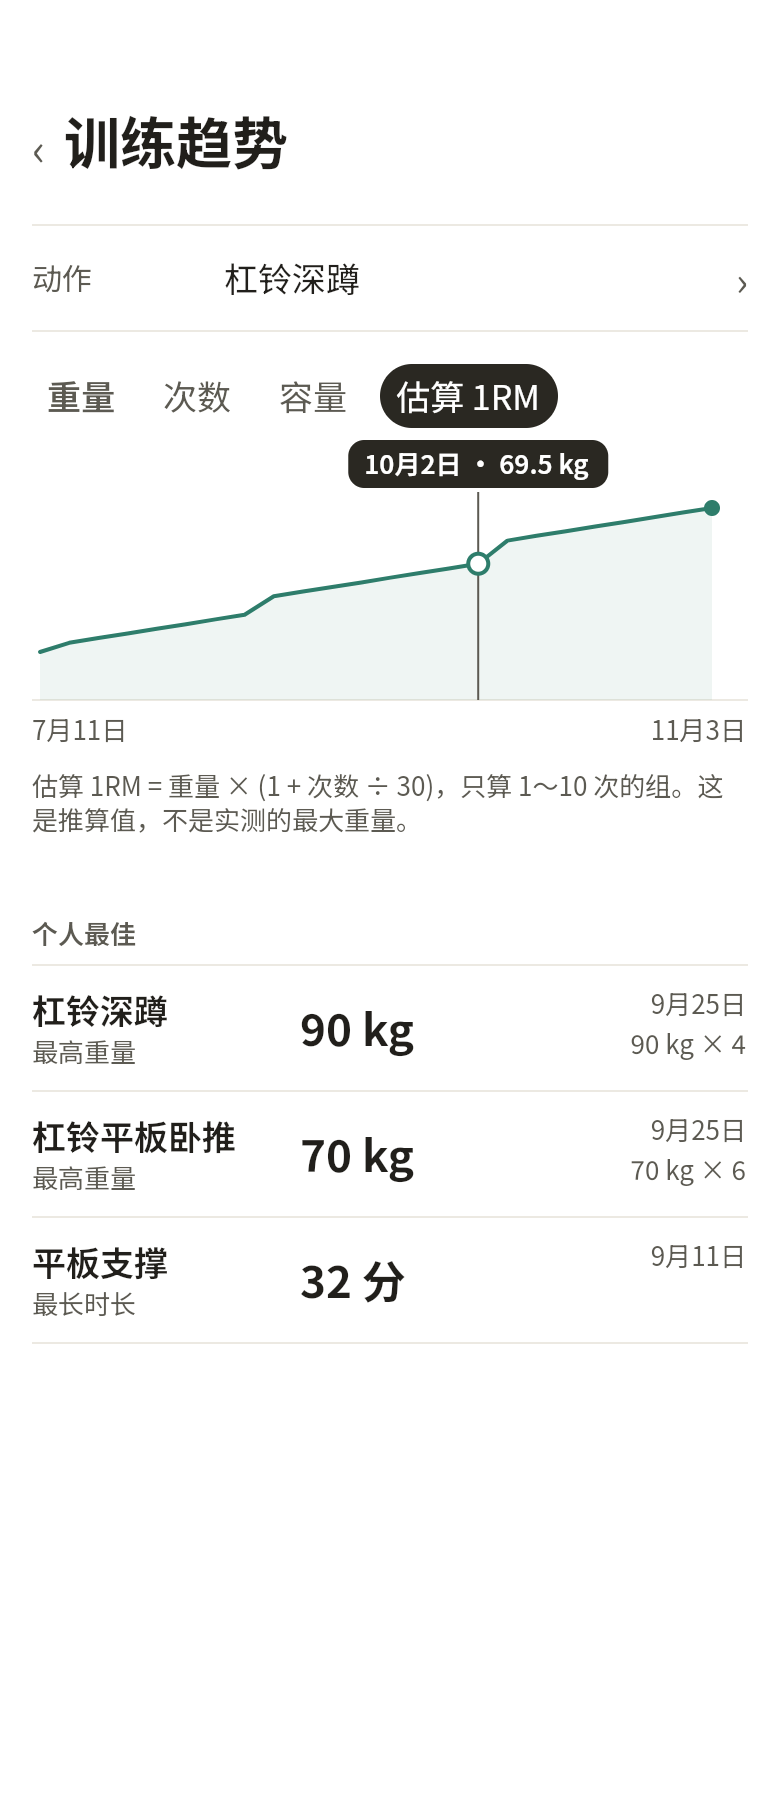 ‹ 训练趋势
动作 杠铃深蹲 ›
重量 次数 容量 估算 1RM
10月2日 · 69.5 kg
7月11日 11月3日
估算 1RM = 重量 × (1 + 次数 ÷ 30)，只算 1～10 次的组。这
是推算值，不是实测的最大重量。
个人最佳
杠铃深蹲 90 kg 9月25日
最高重量 90 kg × 4
杠铃平板卧推 70 kg 9月25日
最高重量 70 kg × 6
平板支撑 32 分 9月11日
最长时长